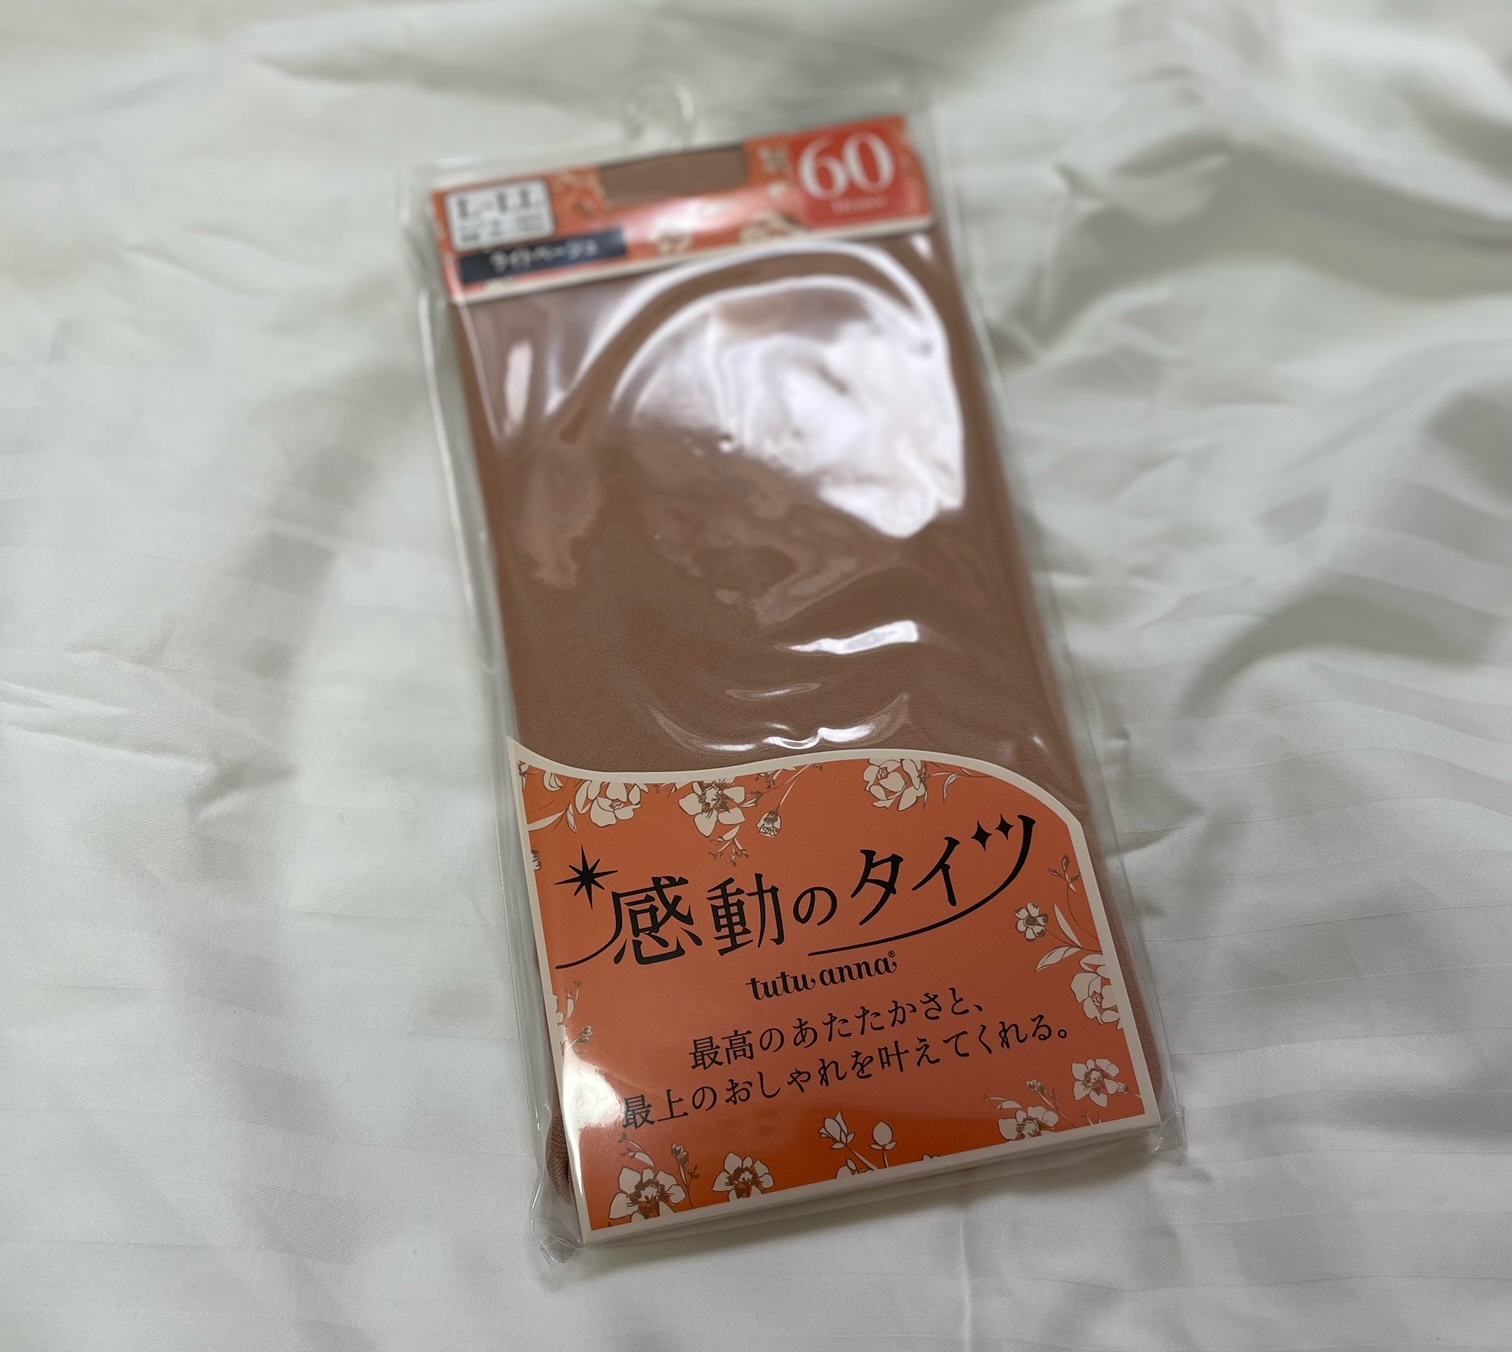 L~LL
60
ライトベージュ
感動のタイツ
tutu anna®
最高のあたたかさと、
最上のおしゃれを叶えてくれる。